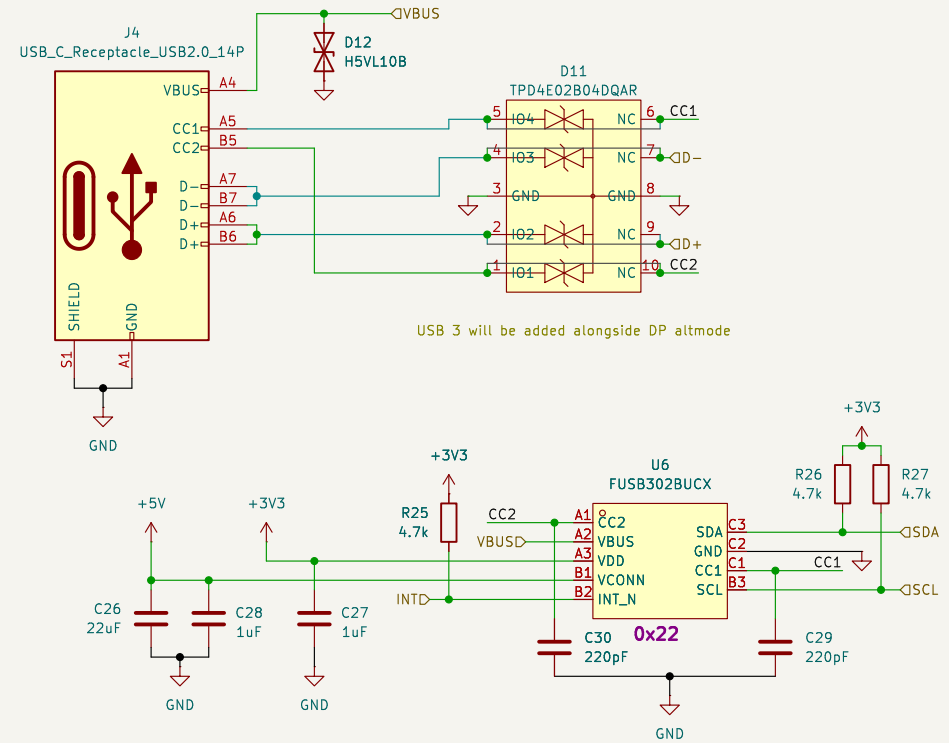 VBUS
J4
USB_C_Receptacle_USB2.0_14P
D12
H5VL10B
D11
TPD4E02B04DQAR
VBUS A4
CC1 A5
CC2 B5
D- A7
D- B7
D+ A6
D+ B6
SHIELD
GND
S1
A1
GND
5 IO4 NC 6 CC1
4 IO3 NC 7 D-
3 GND GND 8
2 IO2 NC 9 D+
1 IO1 NC 10 CC2
USB 3 will be added alongside DP altmode
+3V3
R26
4.7k
R27
4.7k
+5V
+3V3
+3V3
R25
4.7k
U6
FUSB302BUCX
CC2 A1 CC2
VBUS A2 VBUS
A3 VDD
B1 VCONN
INT B2 INT_N
SDA C3 SDA
GND C2
CC1 C1 CC1
SCL B3 SCL
0x22
C26
22uF
C28
1uF
C27
1uF
C30
220pF
C29
220pF
GND
GND
GND